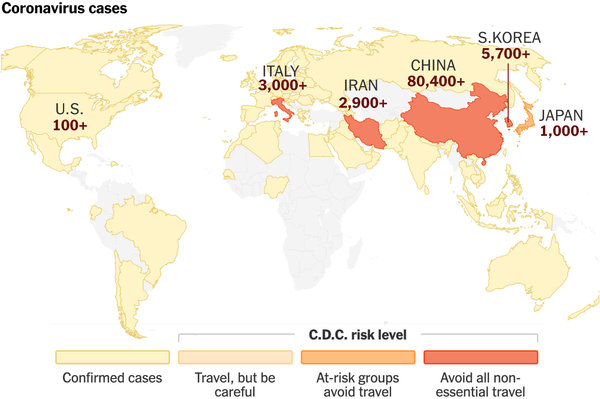 Coronavirus cases
S.KOREA
5,700+
CHINA
80,400+
ITALY
3,000+
IRAN
2,900+
U.S.
100+
JAPAN
1,000+
C.D.C. risk level
Confirmed cases
Travel, but be
careful
At-risk groups
avoid travel
Avoid all non-
essential travel